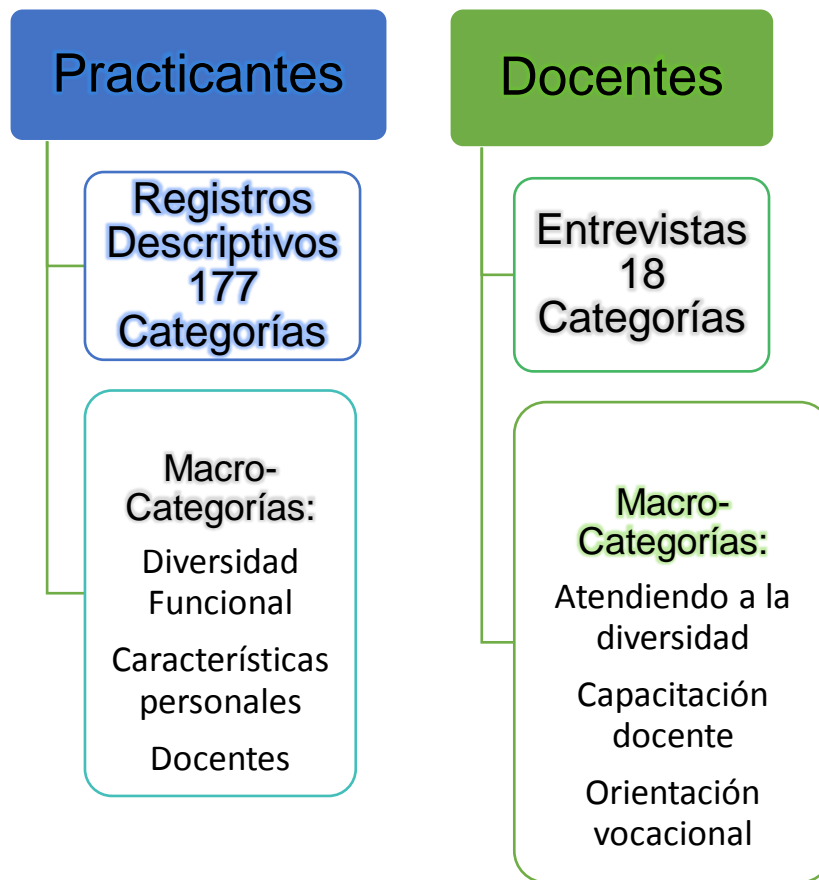 Practicantes
Registros
Descriptivos
177
Categorías
Macro-
Categorías:
Diversidad
Funcional
Características
personales
Docentes
Docentes
Entrevistas
18
Categorías
Macro-
Categorías:
Atendiendo a la
diversidad
Capacitación
docente
Orientación
vocacional